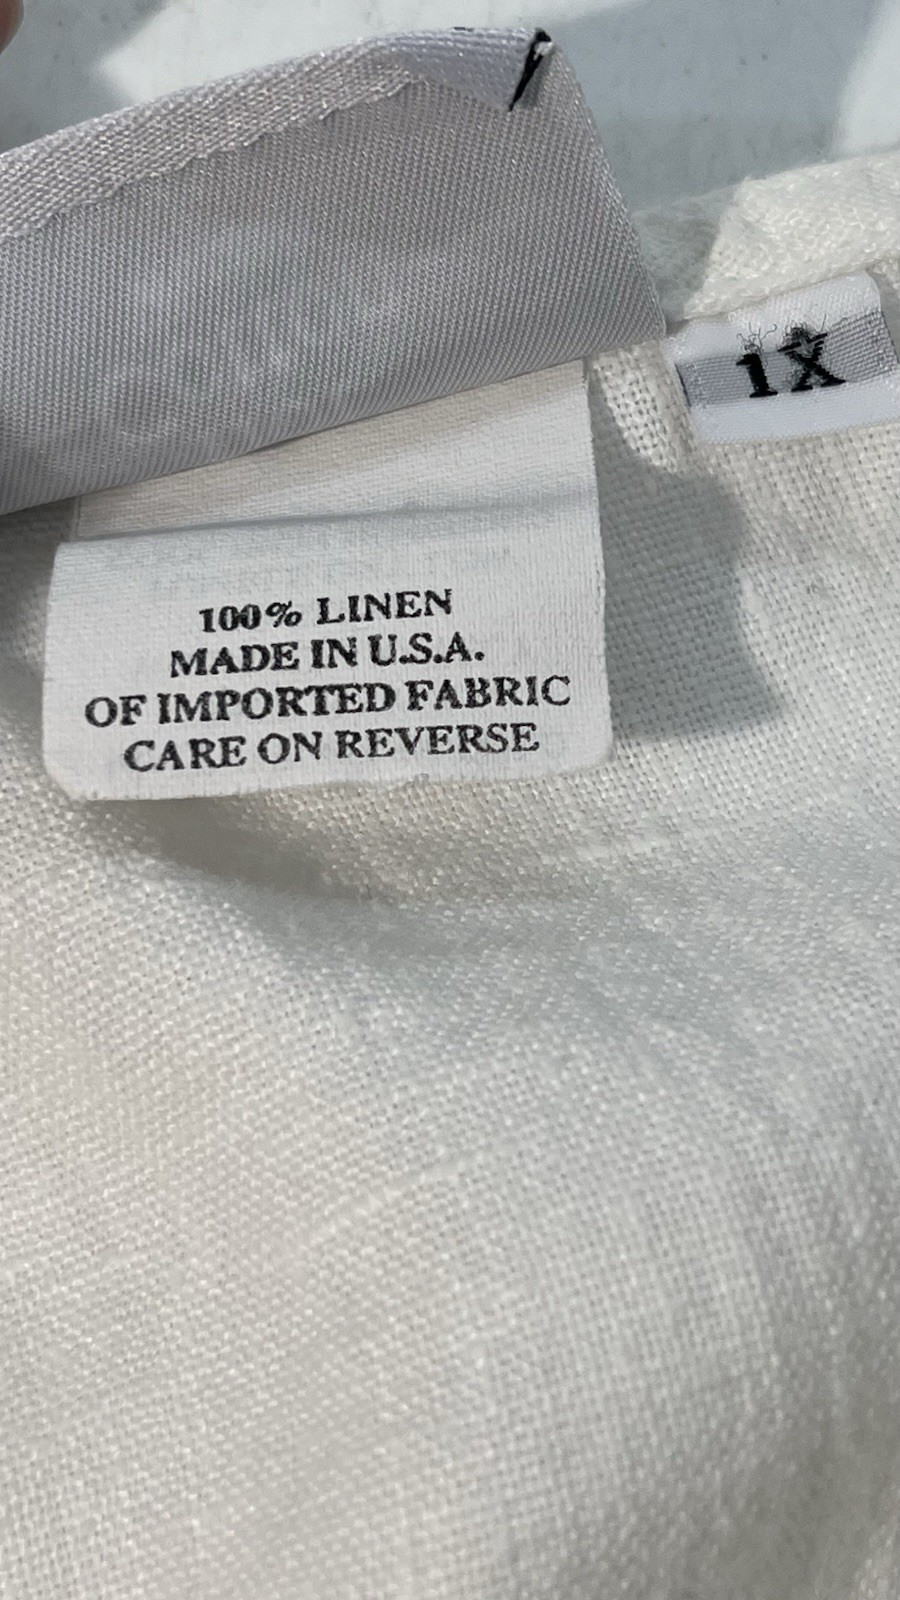 1X
100% LINEN
MADE IN U.S.A.
OF IMPORTED FABRIC
CARE ON REVERSE